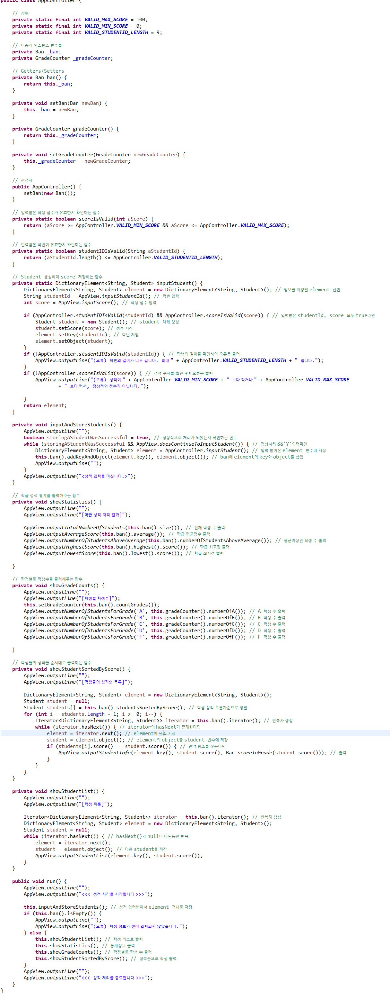 public class AppController {
// 상수
private static final int VALID_MAX_SCORE = 100;
private static final int VALID_MIN_SCORE = 0;
private static final int VALID_STUDENTID_LENGTH = 9;
// 비공개 인스턴스 변수들
private Ban _ban;
private GradeCounter _gradeCounter;
// Getters/Setters
private Ban ban() {
return this._ban;
}
private void setBan(Ban newBan) {
this._ban = newBan;
}
private GradeCounter gradeCounter() {
return this._gradeCounter;
}
private void setGradeCounter(GradeCounter newGradeCounter) {
this._gradeCounter = newGradeCounter;
}
// 생성자
public AppController() {
setBan(new Ban());
}
// 입력받은 학생 점수가 유효한지 확인하는 함수
private static boolean scoreIsValid(int aScore) {
return (aScore >= AppController.VALID_MIN_SCORE && aScore <= AppController.VALID_MAX_SCORE);
}
// 입력받은 학번이 유효한지 확인하는 함수
private static boolean studentIDIsValid(String aStudentId) {
return (aStudentId.length() <= AppController.VALID_STUDENTID_LENGTH);
}
// Student 생성하여 score 저장하는 함수
private static DictionaryElement<String, Student> inputStudent() {
DictionaryElement<String, Student> element = new DictionaryElement<String, Student>(); // 정보를 저장할 element 선언
String studentId = AppView.inputStudentId(); // 학번 입력
int score = AppView.inputScore(); // 학생 점수 입력
if (AppController.studentIDIsValid(studentId) && AppController.scoreIsValid(score)) { // 입력받은 studentId, score 모두 true라면
Student student = new Student(); // student 객체 생성
student.setScore(score); // 점수 저장
element.setKey(studentId); // 학번 저장
element.setObject(student);
}
if (!AppController.studentIDIsValid(studentId)) { // 학번의 길이를 확인하여 오류문 출력
AppView.outputLine("(오류) 학번의 길이가 너무 깁니다. 최대 " + AppController.VALID_STUDENTID_LENGTH + " 입니다.");
}
if (!AppController.scoreIsValid(score)) { // 성적 숫자를 확인하여 오류문 출력
AppView.outputLine("(오류) 성적이 " + AppController.VALID_MIN_SCORE + " 보다 작거나 " + AppController.VALID_MAX_SCORE
+ " 보다 커서, 정상적인 점수가 아닙니다.");
}
return element;
}
private void inputAndStoreStudents() {
AppView.outputLine("");
boolean storingAStudentWasSuccessful = true; // 정상적으로 처리가 되었는지 확인하는 변수
while (storingAStudentWasSuccessful && AppView.doesContinueToInputStudent()) { // 정상처리 &&'Y'입력확인
DictionaryElement<String, Student> element = AppController.inputStudent(); // 입력 받아온 element 변수에 저장
this.ban().addKeyAndObject(element.key(), element.object()); // ban에 element의 key와 object를 삽입
AppView.outputLine("");
}
AppView.outputLine("<성적 입력을 마칩니다.>");
}
// 학급 성적 통계를 출력해주는 함수
private void showStatistics() {
AppView.outputLine("");
AppView.outputLine("[학급 성적 처리 결과]");
AppView.outputTotalNumberOfStudents(this.ban().size()); // 전체 학생 수 출력
AppView.outputAverageScore(this.ban().average()); // 학급 평균점수 출력
AppView.outputNumberOfStudentsAboveAverage(this.ban().numberOfStudentsAboveAverage()); // 평균이상인 학생 수 출력
AppView.outputHighestScore(this.ban().highest().score()); // 학급 최고점 출력
AppView.outputLowestScore(this.ban().lowest().score()); // 학급 최저점 출력
}
// 학점별로 학생수를 출력해주는 함수
private void showGradeCounts() {
AppView.outputLine("");
AppView.outputLine("[학점별 학생수]");
this.setGradeCounter(this.ban().countGrades());
AppView.outputNumberOfStudentsForGrade('A', this.gradeCounter().numberOfA()); // A 학생 수 출력
AppView.outputNumberOfStudentsForGrade('B', this.gradeCounter().numberOfB()); // B 학생 수 출력
AppView.outputNumberOfStudentsForGrade('C', this.gradeCounter().numberOfC()); // C 학생 수 출력
AppView.outputNumberOfStudentsForGrade('D', this.gradeCounter().numberOfD()); // D 학생 수 출력
AppView.outputNumberOfStudentsForGrade('F', this.gradeCounter().numberOfF()); // F 학생 수 출력
}
// 학생들의 성적을 순서대로 출력하는 함수
private void showStudentSortedByScore() {
AppView.outputLine("");
AppView.outputLine("[학생들의 성적순 목록]");
DictionaryElement<String, Student> element = new DictionaryElement<String, Student>();
Student student = null;
Student students[] = this.ban().studentsSortedByScore(); // 학생 성적 오름차순으로 정렬
for (int i = students.length - 1; i >= 0; i--) {
Iterator<DictionaryElement<String, Student>> iterator = this.ban().iterator(); // 반복자 생성
while (iterator.hasNext()) { // iterator의 hasNext가 존재한다면
element = iterator.next(); // element에 원소 저장
student = element.object(); // element의 object를 student 변수에 저장
if (students[i].score() == student.score()) { // 만약 원소를 찾는다면
AppView.outputStudentInfo(element.key(), student.score(), Ban.scoreToGrade(student.score())); // 출력
}
}
}
}
private void showStudentList() {
AppView.outputLine("");
AppView.outputLine("[학생 목록]");
Iterator<DictionaryElement<String, Student>> iterator = this.ban().iterator(); // 반복자 생성
DictionaryElement<String, Student> element = new DictionaryElement<String, Student>();
Student student = null;
while (iterator.hasNext()) { // hasNext()가 null이 아닌동안 반복
element = iterator.next();
student = element.object(); // 다음 student를 저장
AppView.outputStudentList(element.key(), student.score());
}
}
public void run() {
AppView.outputLine("");
AppView.outputLine("<<< 성적 처리를 시작합니다 >>>");
this.inputAndStoreStudents(); // 성적 입력받아서 element 객체로 저장
if (this.ban().isEmpty()) {
AppView.outputLine("");
AppView.outputLine("(오류) 학생 정보가 전혀 입력되지 않았습니다.");
} else {
this.showStudentList(); // 학생 리스트 출력
this.showStatistics(); // 통계정보 출력
this.showGradeCounts(); // 학점별로 학생 수 출력
this.showStudentSortedByScore(); // 성적순으로 학생 출력
}
AppView.outputLine("");
AppView.outputLine("<<< 성적 처리를 종료합니다 >>>");
}
}